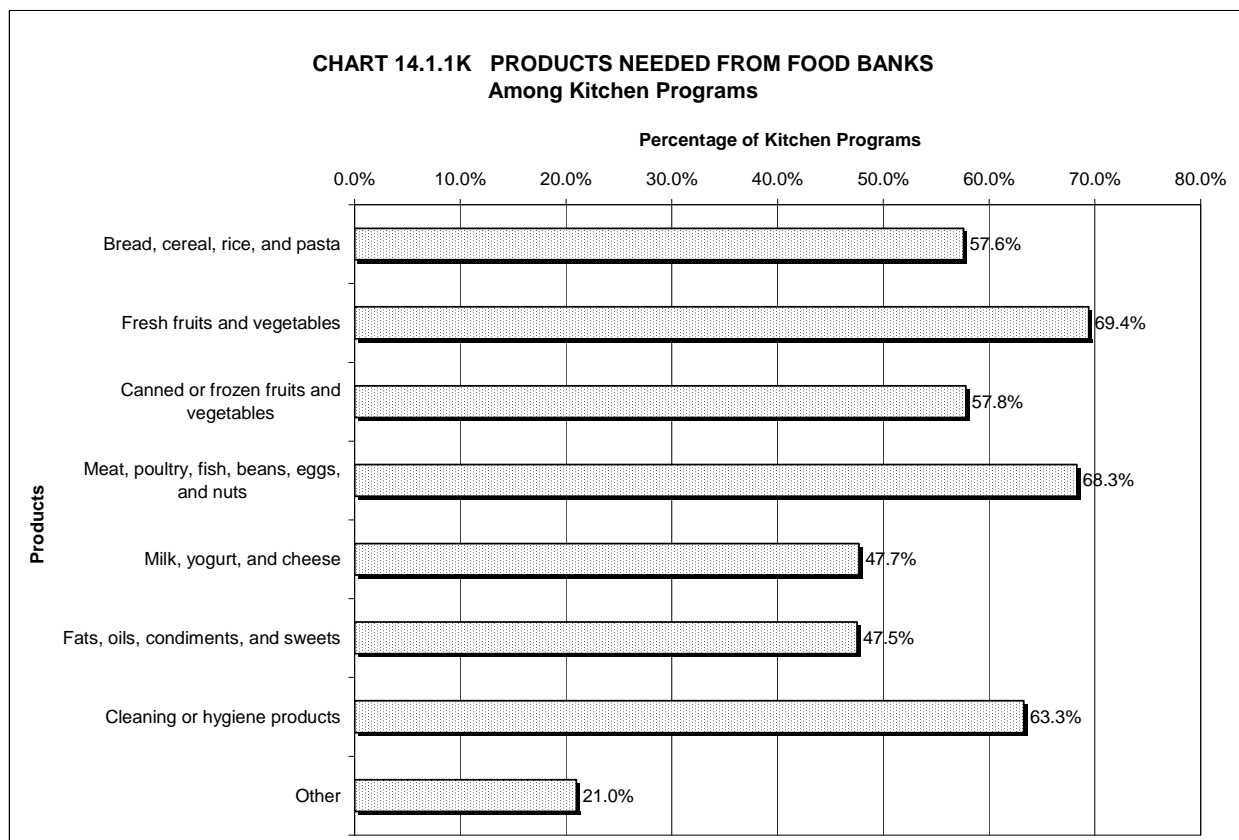 CHART 14.1.1K PRODUCTS NEEDED FROM FOOD BANKS
Among Kitchen Programs
Percentage of Kitchen Programs
0.0% 10.0% 20.0% 30.0% 40.0% 50.0% 60.0% 70.0% 80.0%
Products
Bread, cereal, rice, and pasta 57.6%
Fresh fruits and vegetables 69.4%
Canned or frozen fruits and
vegetables 57.8%
Meat, poultry, fish, beans, eggs,
and nuts 68.3%
Milk, yogurt, and cheese 47.7%
Fats, oils, condiments, and sweets 47.5%
Cleaning or hygiene products 63.3%
Other 21.0%